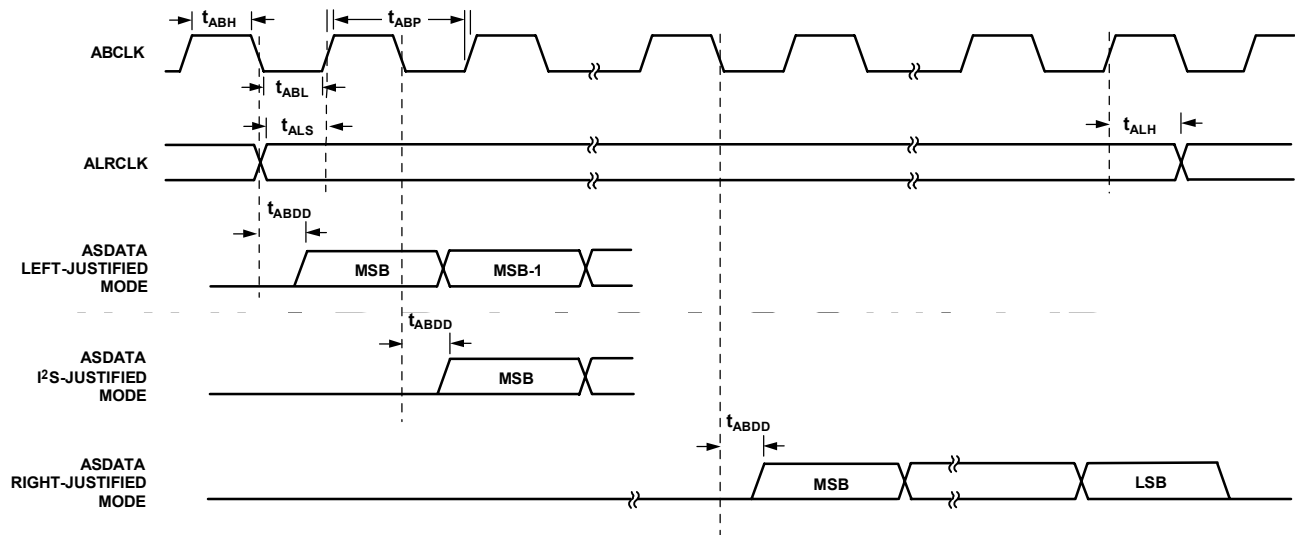 tABH
tABP
ABCLK
tABL
tALS
tALH
ALRCLK
tABDD
ASDATA
LEFT-JUSTIFIED
MODE
MSB
MSB-1
tABDD
ASDATA
I²S-JUSTIFIED
MODE
MSB
tABDD
ASDATA
RIGHT-JUSTIFIED
MODE
MSB
LSB